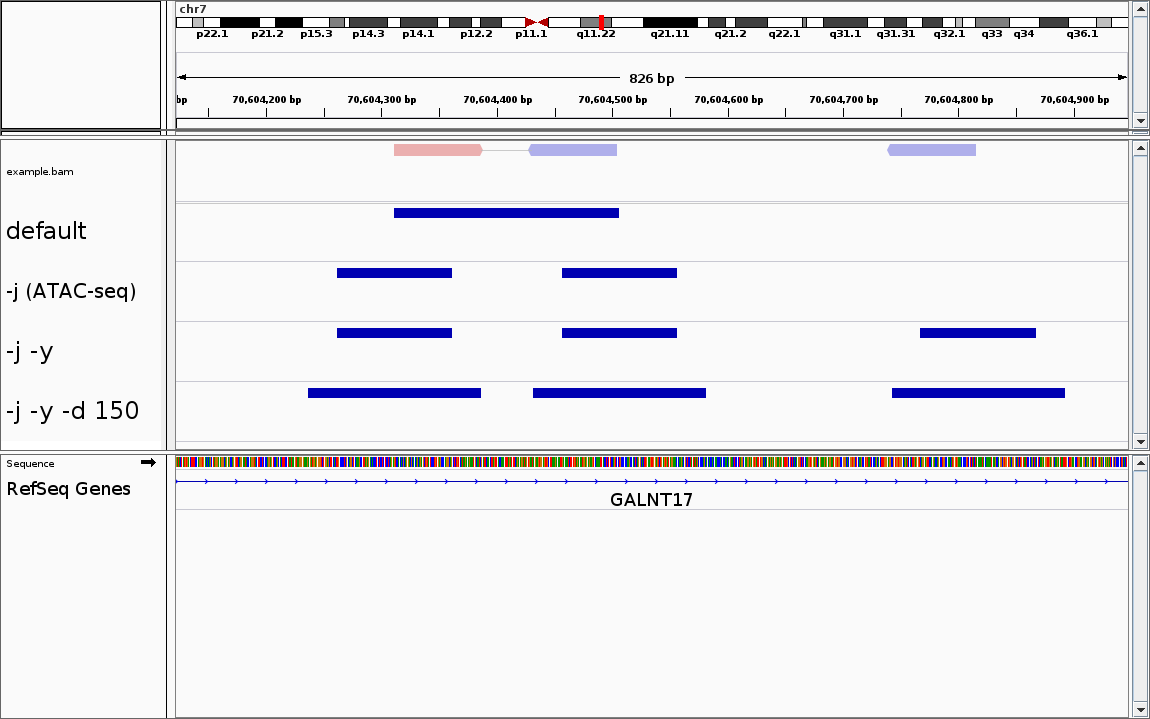 chr7
p22.1 p21.2 p15.3 p14.3 p14.1 p12.2 p11.1 q11.22 q21.11 q21.2 q22.1 q31.1 q31.31 q32.1 q33 q34 q36.1
826 bp
bp 70,604,200 bp 70,604,300 bp 70,604,400 bp 70,604,500 bp 70,604,600 bp 70,604,700 bp 70,604,800 bp 70,604,900 bp
example.bam
default
-j (ATAC-seq)
-j -y
-j -y -d 150
Sequence
RefSeq Genes
GALNT17